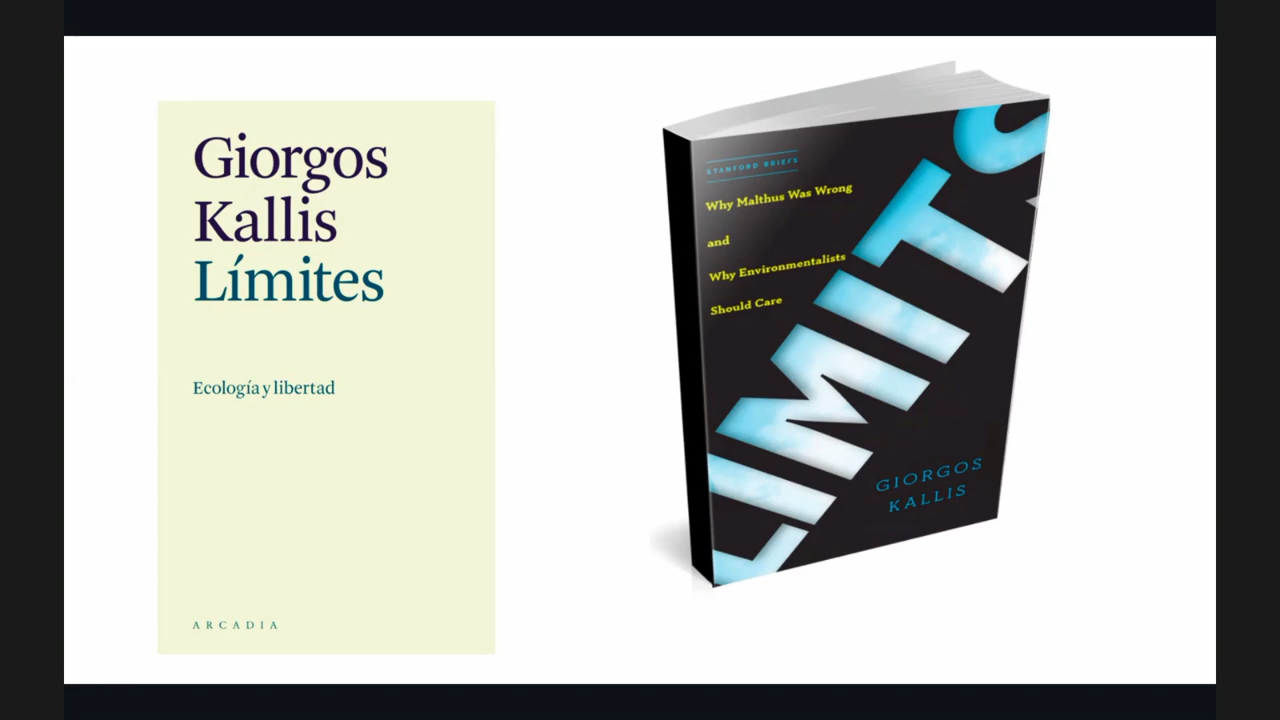 Giorgos
Kallis
Límites
Ecología y libertad
ARCADIA
STANFORD BRIEFS
Why Malthus Was Wrong
and
Why Environmentalists
Should Care
LIMITS
GIORGOS
KALLIS